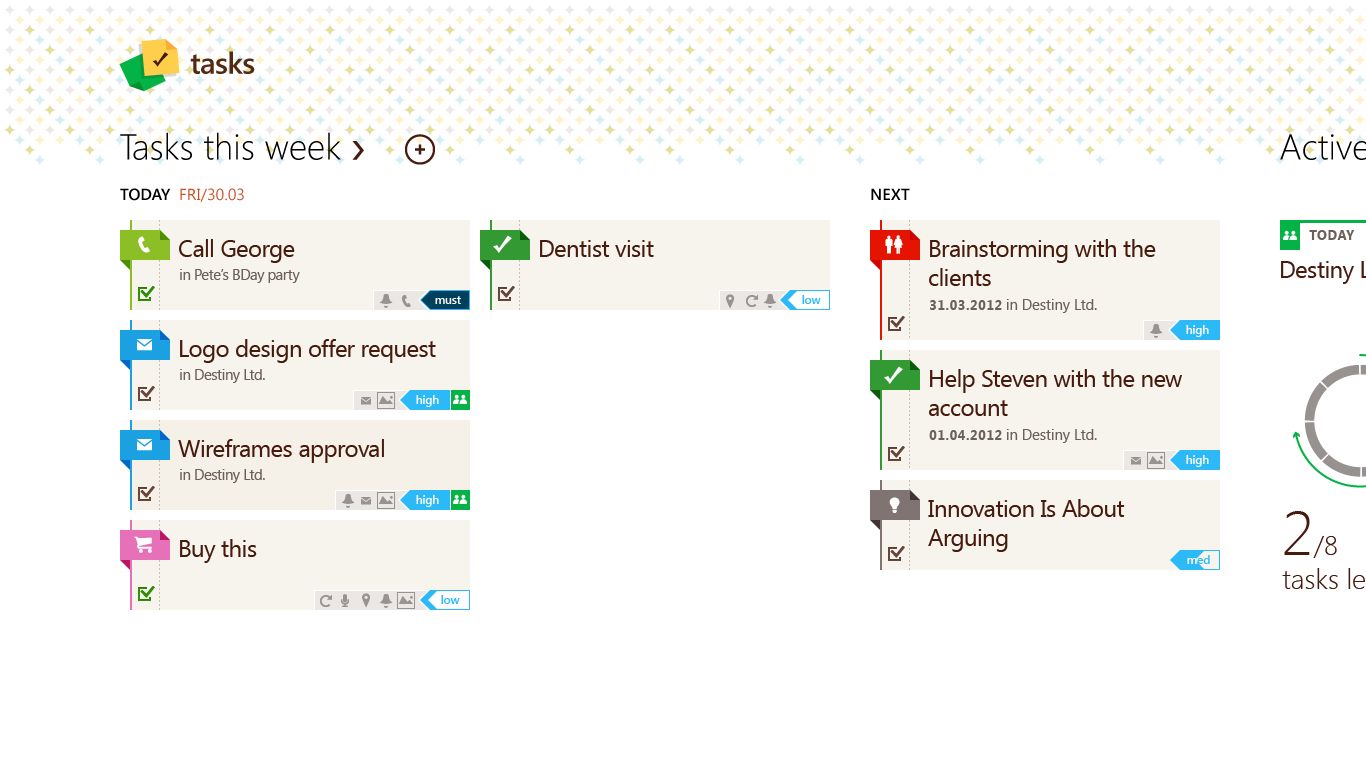 tasks
Tasks this week
TODAY FRI/30.03
Call George
in Pete's BDay party
must
Logo design offer request
in Destiny Ltd.
high
Wireframes approval
in Destiny Ltd.
high
Buy this
low
Dentist visit
low
NEXT
Brainstorming with the
clients
31.03.2012 in Destiny Ltd.
high
Help Steven with the new
account
01.04.2012 in Destiny Ltd.
high
Innovation Is About
Arguing
med
Active
TODAY
Destiny L
2/8
tasks le